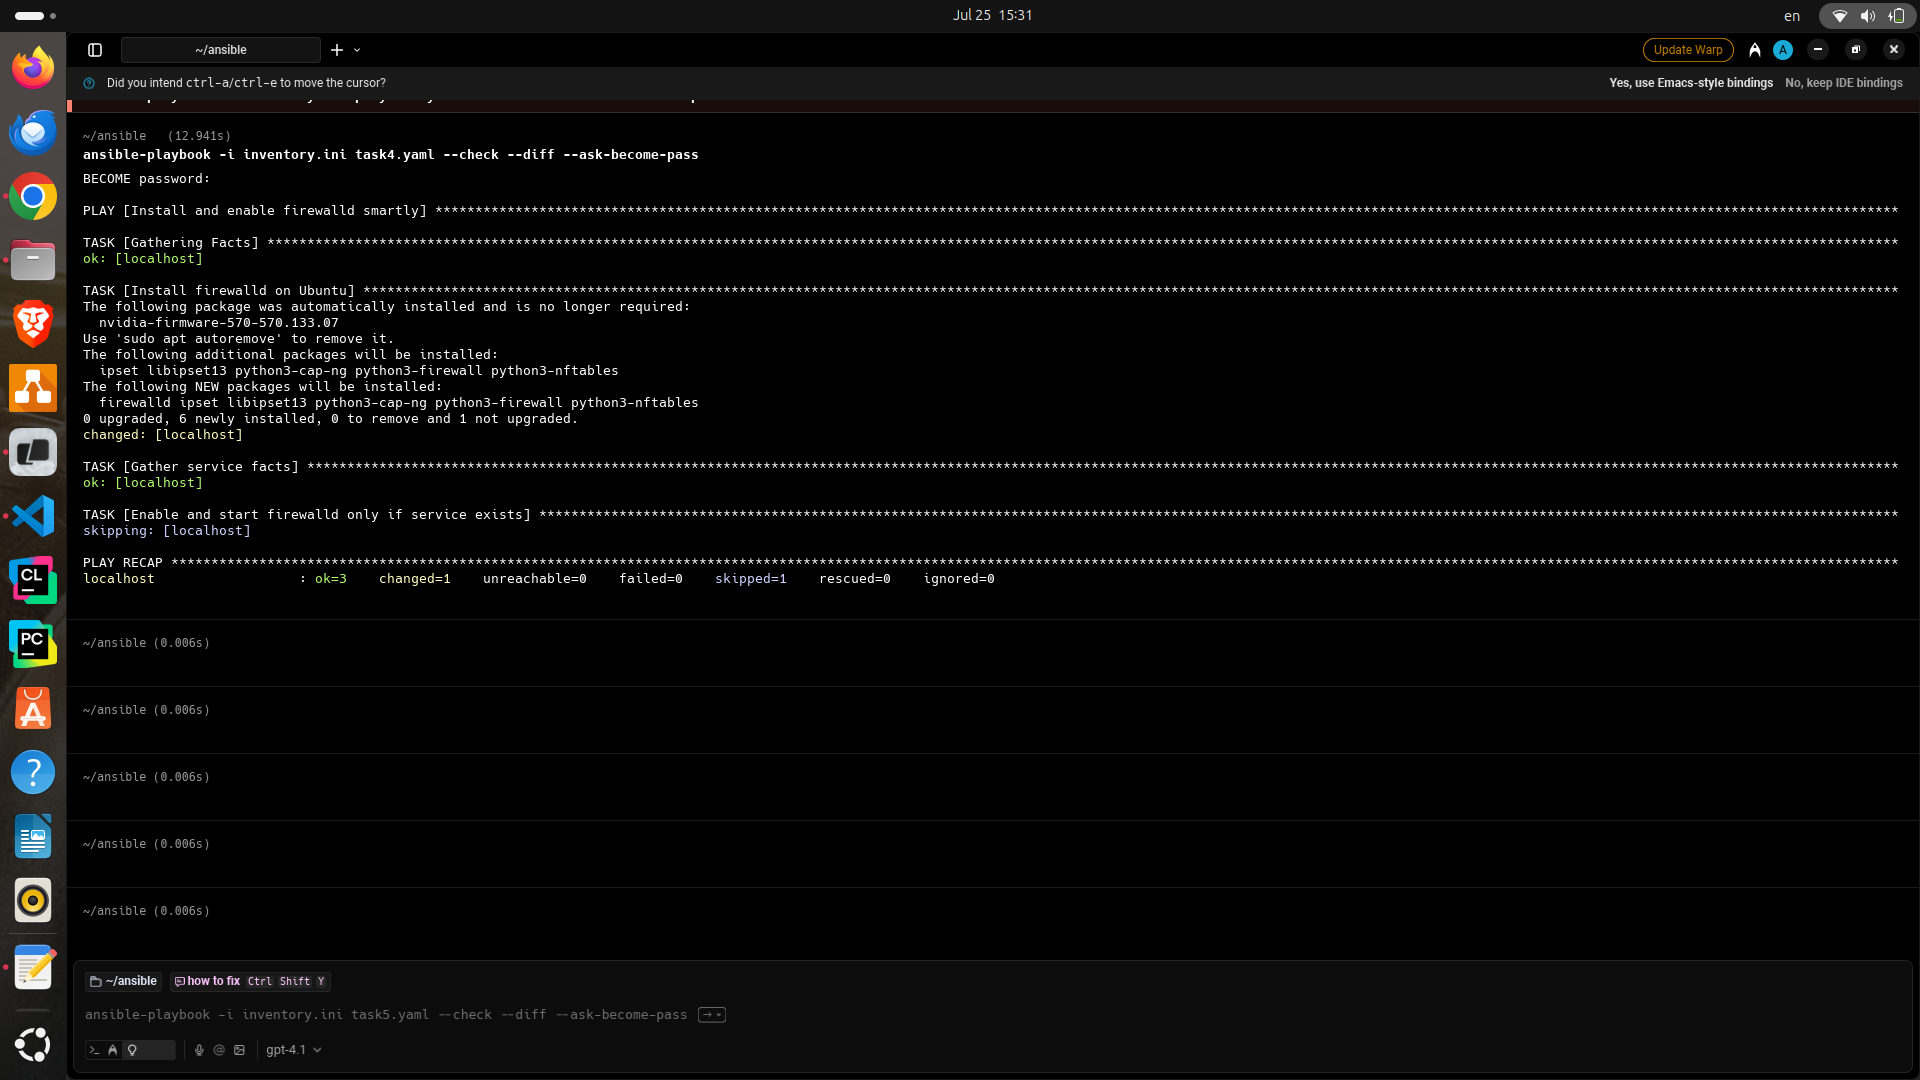 Jul 25 15:31
en
~/ansible
Update Warp
A
Did you intend ctrl-a/ctrl-e to move the cursor?
Yes, use Emacs-style bindings No, keep IDE bindings
~/ansible (12.941s)
ansible-playbook -i inventory.ini task4.yaml --check --diff --ask-become-pass
BECOME password:
PLAY [Install and enable firewalld smartly] ****************************************************************************************************************************************************************************************
TASK [Gathering Facts] *************************************************************************************************************************************************************************************************************
ok: [localhost]
TASK [Install firewalld on Ubuntu] *************************************************************************************************************************************************************************************************
The following package was automatically installed and is no longer required:
nvidia-firmware-570-570.133.07
Use 'sudo apt autoremove' to remove it.
The following additional packages will be installed:
ipset libipset13 python3-cap-ng python3-firewall python3-nftables
The following NEW packages will be installed:
firewalld ipset libipset13 python3-cap-ng python3-firewall python3-nftables
0 upgraded, 6 newly installed, 0 to remove and 1 not upgraded.
changed: [localhost]
TASK [Gather service facts] ********************************************************************************************************************************************************************************************************
ok: [localhost]
TASK [Enable and start firewalld only if service exists] ***************************************************************************************************************************************************************************
skipping: [localhost]
PLAY RECAP *************************************************************************************************************************************************************************************************************************
localhost : ok=3 changed=1 unreachable=0 failed=0 skipped=1 rescued=0 ignored=0
~/ansible (0.006s)
~/ansible (0.006s)
~/ansible (0.006s)
~/ansible (0.006s)
~/ansible (0.006s)
CL
PC
~/ansible how to fix Ctrl Shift Y
ansible-playbook -i inventory.ini task5.yaml --check --diff --ask-become-pass
gpt-4.1